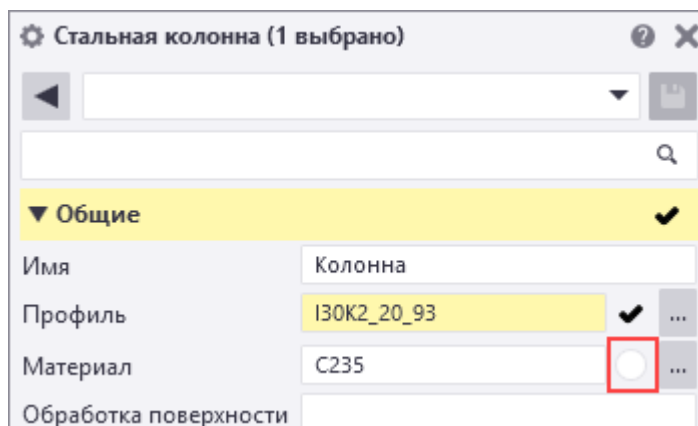 Стальная колонна (1 выбрано)
Общие
Имя Колонна
Профиль I30K2_20_93 ...
Материал C235 ...
Обработка поверхности